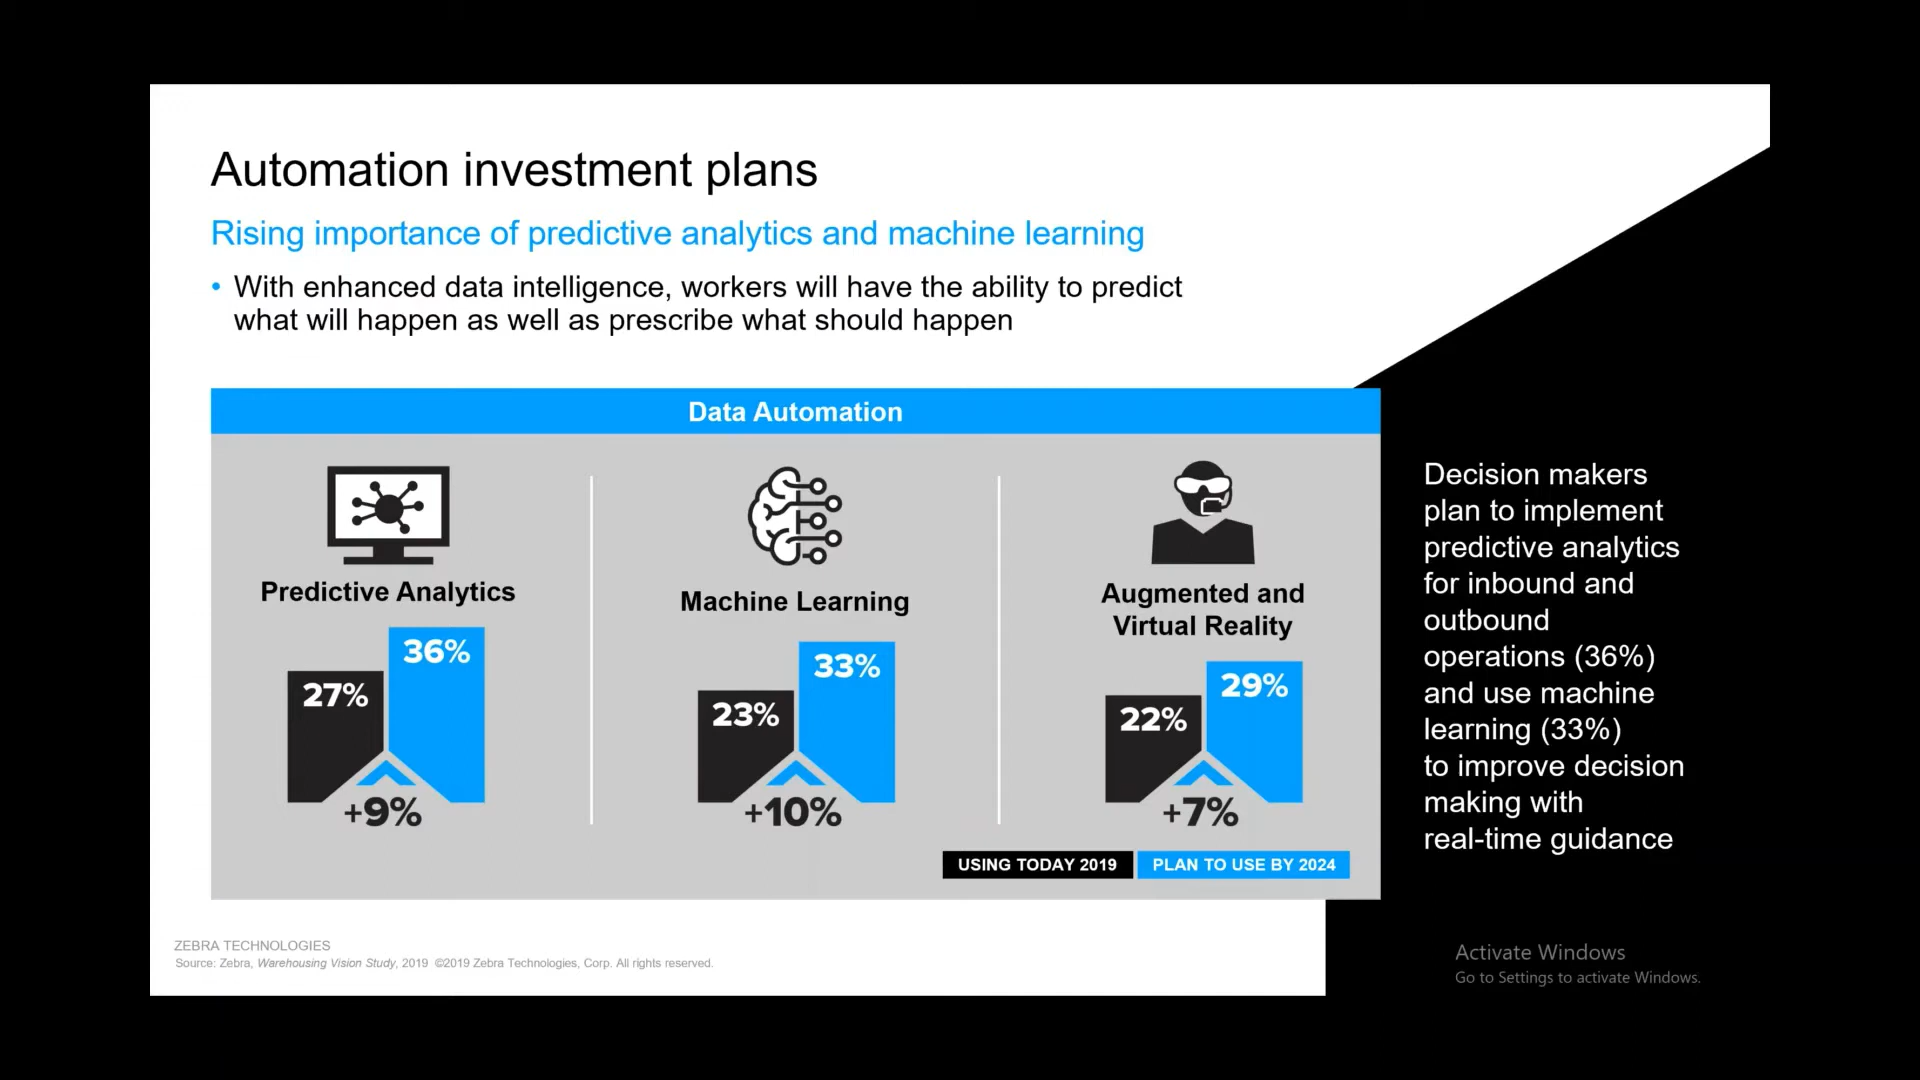 Automation investment plans
Rising importance of predictive analytics and machine learning
• With enhanced data intelligence, workers will have the ability to predict
what will happen as well as prescribe what should happen
Data Automation
Predictive Analytics
27%
36%
+9%
Machine Learning
23%
33%
+10%
Augmented and
Virtual Reality
22%
29%
+7%
USING TODAY 2019
PLAN TO USE BY 2024
Decision makers
plan to implement
predictive analytics
for inbound and
outbound
operations (36%)
and use machine
learning (33%)
to improve decision
making with
real-time guidance
ZEBRA TECHNOLOGIES
Source: Zebra, Warehousing Vision Study, 2019 ©2019 Zebra Technologies, Corp. All rights reserved.
Activate Windows
Go to Settings to activate Windows.